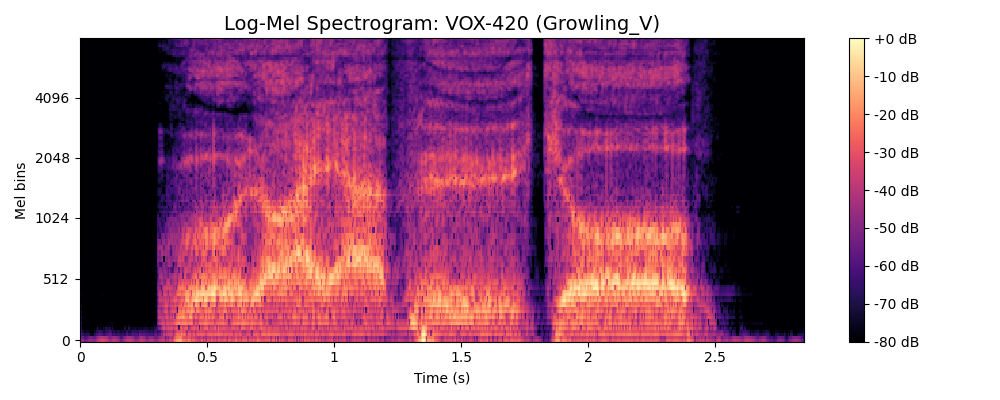 Log-Mel Spectrogram: VOX-420 (Growling_V)
Mel bins
4096
2048
1024
512
0
0
0.5
1
1.5
2
2.5
Time (s)
+0 dB
-10 dB
-20 dB
-30 dB
-40 dB
-50 dB
-60 dB
-70 dB
-80 dB